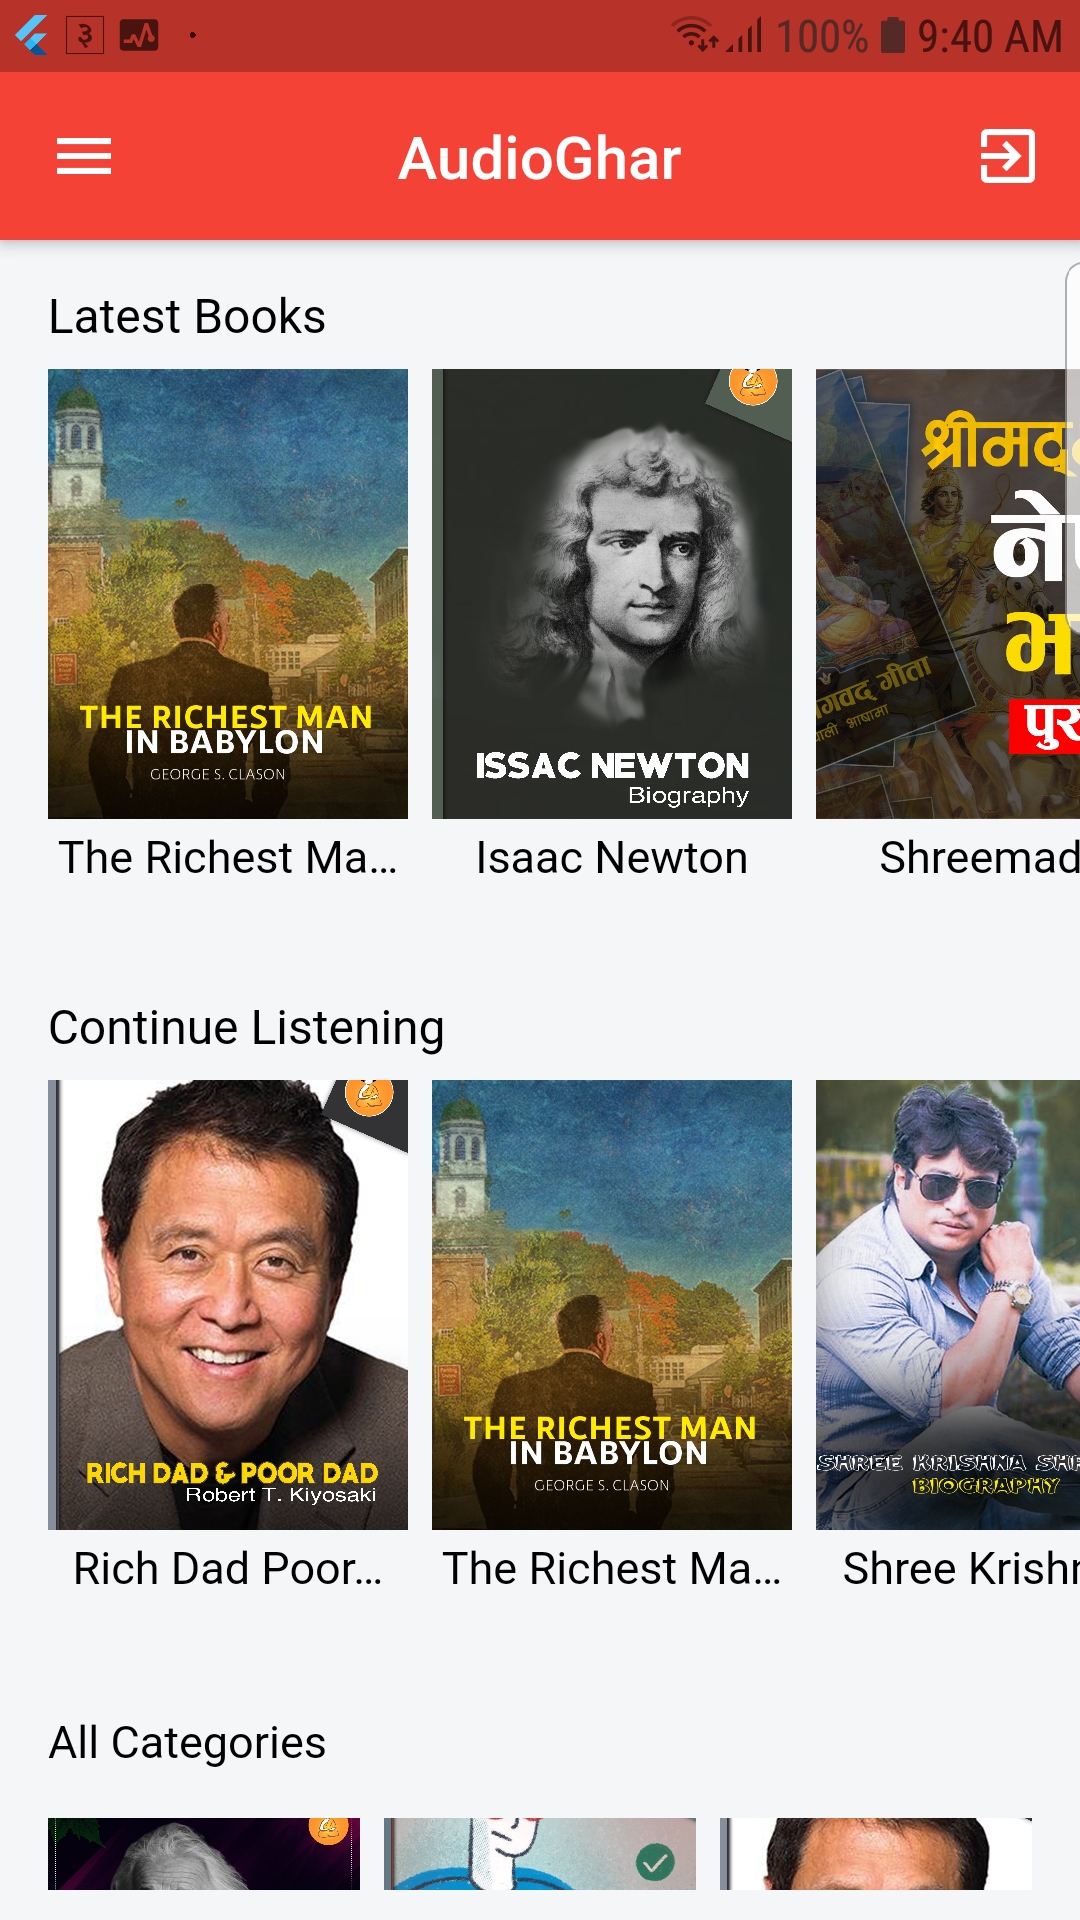 ३
100%
9:40 AM
AudioGhar
Latest Books
THE RICHEST MAN
IN BABYLON
GEORGE S. CLASON
ISSAC NEWTON
Biography
श्रीमद्
ने
भ
पुर
The Richest Ma...
Isaac Newton
Shreemad
Continue Listening
RICH DAD & POOR DAD
Robert T. Kiyosaki
THE RICHEST MAN
IN BABYLON
GEORGE S. CLASON
SHREE KRISHNA SHR
BIOGRAPHY
Rich Dad Poor...
The Richest Ma...
Shree Krishn
All Categories